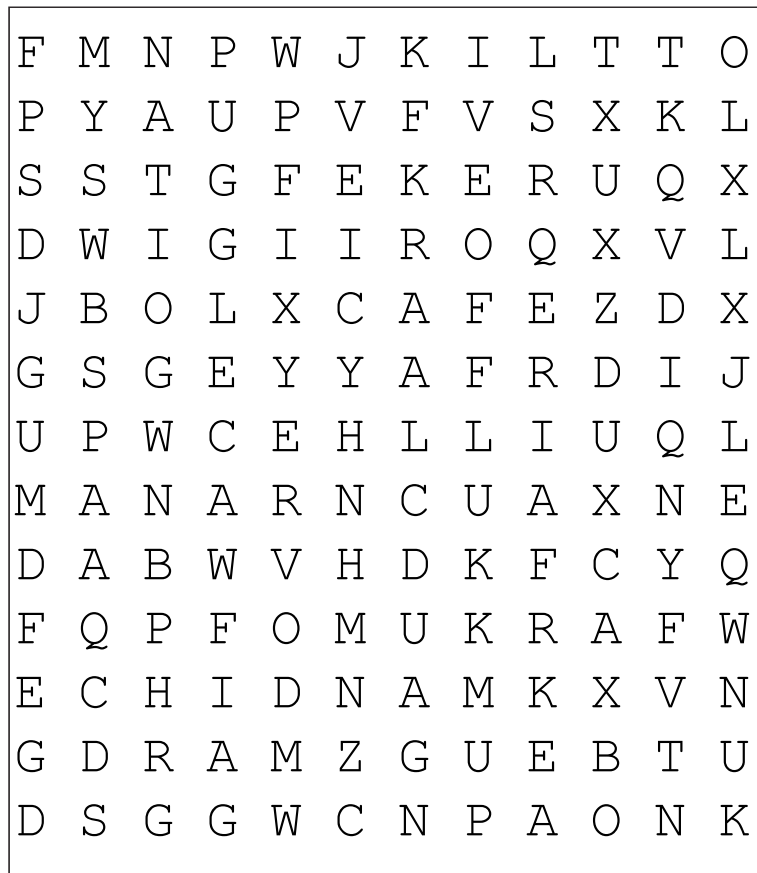 F M N P W J K I L T T O
P Y A U P V F V S X K L
S S T G F E K E R U Q X
D W I G I I R O Q X V L
J B O L X C A F E Z D X
G S G E Y Y A F R D I J
U P W C E H L L I U Q L
M A N A R N C U A X N E
D A B W V H D K F C Y Q
F Q P F O M U K R A F W
E C H I D N A M K X V N
G D R A M Z G U E B T U
D S G G W C N P A O N K